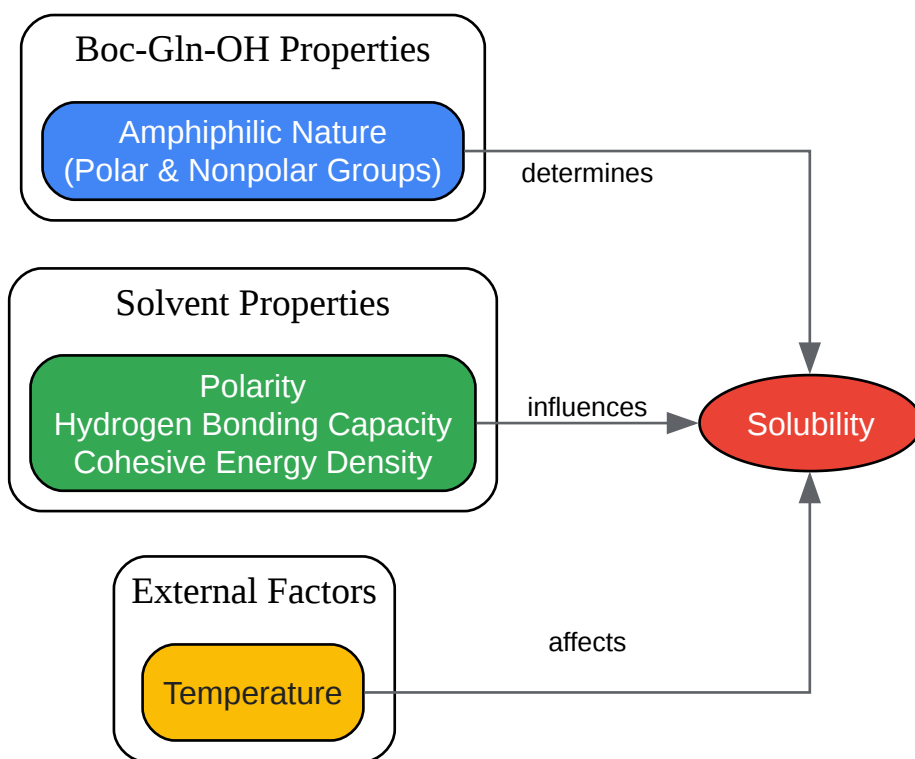 Boc-Gln-OH Properties
Amphiphilic Nature
(Polar & Nonpolar Groups)
determines
Solvent Properties
Polarity
Hydrogen Bonding Capacity
Cohesive Energy Density
influences
Solubility
External Factors
Temperature
affects